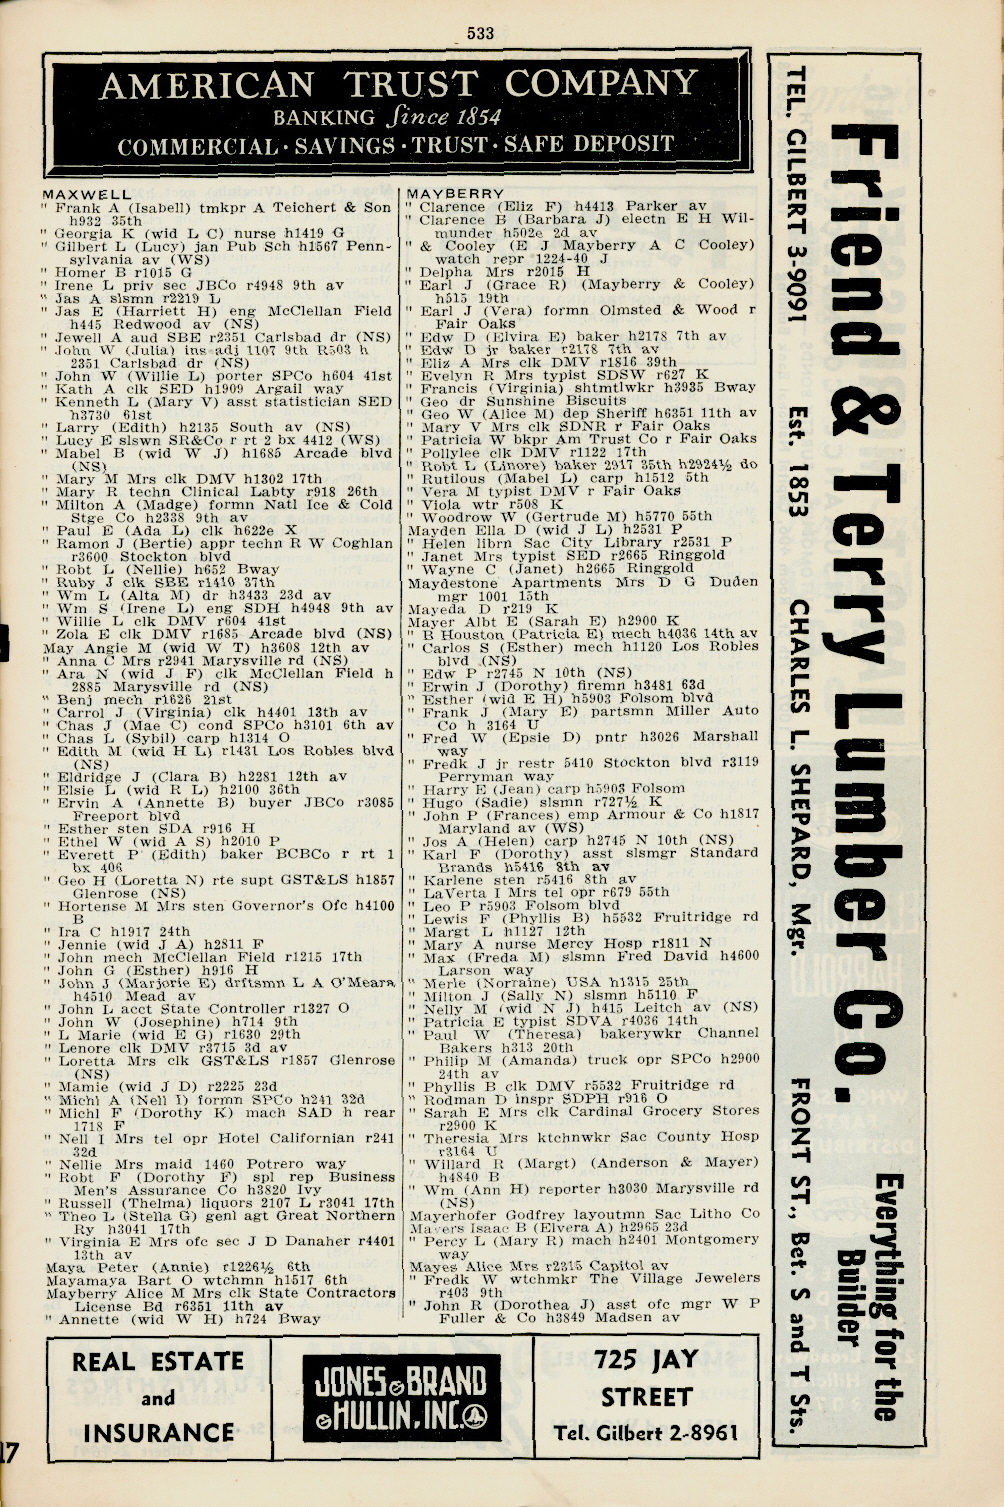 533
AMERICAN TRUST COMPANY
BANKING Since 1854
COMMERCIAL · SAVINGS · TRUST · SAFE DEPOSIT
MAXWELL
" Frank A (Isabell) tmkpr A Teichert & Son
h932 35th
" Georgia K (wid L C) nurse h1419 G
" Gilbert L (Lucy) jan Pub Sch h1567 Penn-
sylvania av (WS)
" Homer B r1015 G
" Irene L priv sec JBCo r4948 9th av
" Jas A slsmn r2219 L
" Jas E (Harriett H) eng McClellan Field
h445 Redwood av (NS)
" Jewell A aud SBE r2351 Carlsbad dr (NS)
" John W (Julia) ins adj 1107 9th R503 h
2351 Carlsbad dr (NS)
" John W (Willie L) porter SPCo h604 41st
" Kath A clk SED h1909 Argail way
" Kenneth L (Mary V) asst statistician SED
h3730 61st
" Larry (Edith) h2135 South av (NS)
" Lucy E slswn SR&Co r rt 2 bx 4412 (WS)
" Mabel B (wid W J) h1685 Arcade blvd
(NS)
" Mary M Mrs clk DMV h1302 17th
" Mary R techn Clinical Labty r918 26th
" Milton A (Madge) formn Natl Ice & Cold
Stge Co h2338 9th av
" Paul E (Ada L) clk h622e X
" Ramon J (Bertie) appr techn R W Coghlan
r3600 Stockton blvd
" Robt L (Nellie) h652 Bway
" Ruby J clk SBE r1410 37th
" Wm L (Alta M) dr h3433 23d av
" Wm S (Irene L) eng SDH h4948 9th av
" Willie L clk DMV r604 41st
" Zola E clk DMV r1685 Arcade blvd (NS)
May Angie M (wid W T) h3608 12th av
" Anna C Mrs r2941 Marysville rd (NS)
" Ara N (wid J F) clk McClellan Field h
2885 Marysville rd (NS)
" Benj mech r1626 21st
" Carrol J (Virginia) clk h4401 13th av
" Chas J (Mae C) cond SPCo h3101 6th av
" Chas L (Sybil) carp h1314 O
" Edith M (wid H L) r1431 Los Robles blvd
(NS)
" Eldridge J (Clara B) h2281 12th av
" Elsie L (wid R L) h2100 36th
" Ervin A (Annette B) buyer JBCo r3085
Freeport blvd
" Esther sten SDA r916 H
" Ethel W (wid A S) h2010 P
" Everett P (Edith) baker BCBCo r rt 1
bx 406
" Geo H (Loretta N) rte supt GST&LS h1857
Glenrose (NS)
" Hortense M Mrs sten Governor's Ofc h4100
B
" Ira C h1917 24th
" Jennie (wid J A) h2811 F
" John mech McClellan Field r1215 17th
" John G (Esther) h916 H
" John J (Marjorie E) drftsmn L A O'Meara
h4510 Mead av
" John L acct State Controller r1327 O
" John W (Josephine) h714 9th
" L Marie (wid E G) r1630 29th
" Lenore clk DMV r3715 3d av
" Loretta Mrs clk GST&LS r1857 Glenrose
(NS)
" Mamie (wid J D) r2225 23d
" Michl A (Nell I) formn SPCo h241 32d
" Michl F (Dorothy K) mach SAD h rear
1718 F
" Nell I Mrs tel opr Hotel Californian r241
32d
" Nellie Mrs maid 1460 Potrero way
" Robt F (Dorothy F) spl rep Business
Men's Assurance Co h3820 Ivy
" Russell (Thelma) liquors 2107 L r3041 17th
" Theo L (Stella G) genl agt Great Northern
Ry h3041 17th
" Virginia E Mrs ofc sec J D Danaher r4401
13th av
Maya Peter (Annie) r1226½ 6th
Mayamaya Bart O wtchmn h1517 6th
Mayberry Alice M Mrs clk State Contractors
License Bd r6351 11th av
" Annette (wid W H) h724 Bway
MAYBERRY
" Clarence (Eliz F) h4413 Parker av
" Clarence B (Barbara J) electn E H Wil-
munder h502e 2d av
" & Cooley (E J Mayberry A C Cooley)
watch repr 1224-40 J
" Delpha Mrs r2015 H
" Earl J (Grace R) (Mayberry & Cooley)
h515 19th
" Earl J (Vera) formn Olmsted & Wood r
Fair Oaks
" Edw D (Elvira E) baker h2178 7th av
" Edw D jr baker r2178 7th av
" Eliz A Mrs clk DMV r1816 39th
" Evelyn R Mrs typist SDSW r627 K
" Francis (Virginia) shtmtlwkr h3935 Bway
" Geo dr Sunshine Biscuits
" Geo W (Alice M) dep Sheriff h6351 11th av
" Mary V Mrs clk SDNR r Fair Oaks
" Patricia W bkpr Am Trust Co r Fair Oaks
" Pollylee clk DMV r1122 17th
" Robt L (Linore) baker 2917 35th h2924½ do
" Rutilous (Mabel L) carp h1512 5th
" Vera M typist DMV r Fair Oaks
" Viola wtr r508 K
" Woodrow W (Gertrude M) h5770 55th
Mayden Ella D (wid J L) h2531 P
" Helen librn Sac City Library r2531 P
" Janet Mrs typist SED r2665 Ringgold
" Wayne C (Janet) h2665 Ringgold
Maydestone Apartments Mrs D G Duden
mgr 1001 15th
Mayeda D r219 K
Mayer Albt E (Sarah E) h2900 K
" B Houston (Patricia E) mech h4036 14th av
" Carlos S (Esther) mech h1120 Los Robles
blvd (NS)
" Edw P r2745 N 10th (NS)
" Erwin J (Dorothy) firemn h3481 63d
" Esther (wid E H) h5903 Folsom blvd
" Frank J (Mary E) partsmn Miller Auto
Co h 3164 U
" Fred W (Epsie D) pntr h3026 Marshall
way
" Fredk J jr restr 5410 Stockton blvd r3119
Perryman way
" Harry E (Jean) carp h5903 Folsom
" Hugo (Sadie) slsmn r727½ K
" John P (Frances) emp Armour & Co h1817
Maryland av (WS)
" Jos A (Helen) carp h2745 N 10th (NS)
" Karl F (Dorothy) asst slsmgr Standard
Brands h5416 8th av
" Karlene sten r5416 8th av
" LaVerta I Mrs tel opr r679 55th
" Leo P r5903 Folsom blvd
" Lewis F (Phyllis B) h5532 Fruitridge rd
" Margt L h1127 12th
" Mary A nurse Mercy Hosp r1811 N
" Max (Freda M) slsmn Fred David h4600
Larson way
" Merle (Norraine) USA h1315 25th
" Milton J (Sally N) slsmn h5110 F
" Nelly M (wid N J) h415 Leitch av (NS)
" Patricia E typist SDVA r4036 14th
" Paul W (Theresa) bakerywkr Channel
Bakers h313 20th
" Philip M (Amanda) truck opr SPCo h2900
24th av
" Phyllis B clk DMV r5532 Fruitridge rd
" Rodman D inspr SDPH r916 O
" Sarah E Mrs clk Cardinal Grocery Stores
r2900 K
" Theresia Mrs ktchnwkr Sac County Hosp
r3164 U
" Willard R (Margt) (Anderson & Mayer)
h4840 B
" Wm (Ann H) reporter h3030 Marysville rd
(NS)
Mayerhofer Godfrey layoutmn Sac Litho Co
Mayers Isaac B (Elvera A) h2965 23d
" Percy L (Mary R) mach h2401 Montgomery
way
Mayes Alice Mrs r2315 Capitol av
" Fredk W wtchmkr The Village Jewelers
r403 9th
" John R (Dorothea J) asst ofc mgr W P
Fuller & Co h3849 Madsen av
Friend & Terry Lumber Co.
Everything for the
Builder
TEL. GILBERT 3-9091 Est. 1853 CHARLES L. SHEPARD, Mgr. FRONT ST., Bet. S and T Sts.
REAL ESTATE
and
INSURANCE
JONES & BRAND
& HULLIN, INC.
725 JAY
STREET
Tel. Gilbert 2-8961
17